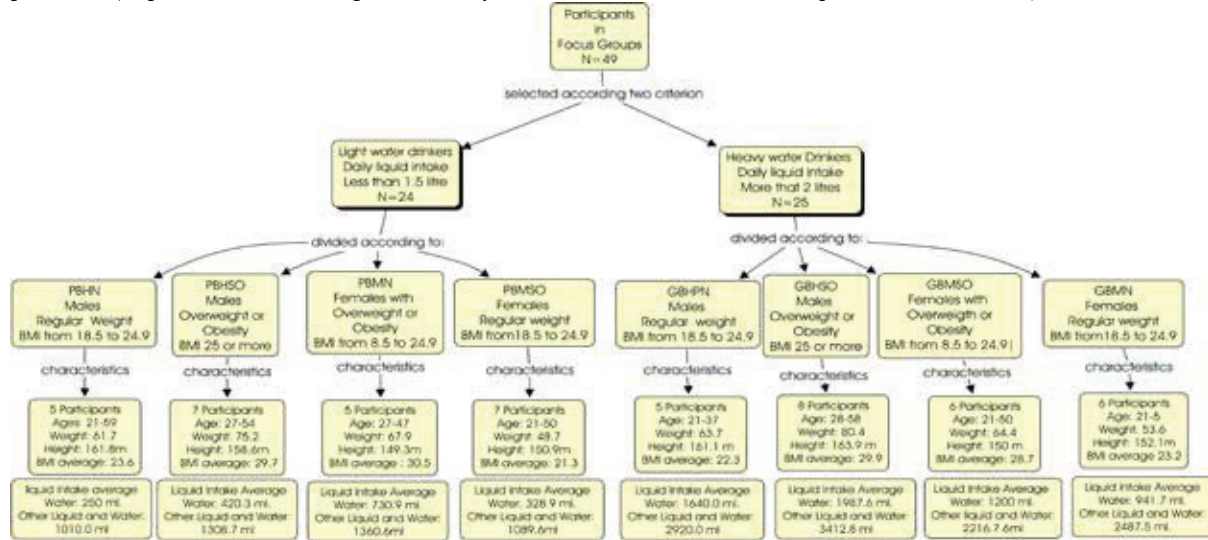 Participants
in
Focus Groups
N=49
selected according two criterion
Light water drinkers
Daily liquid intake
Less than 1.5 litre
N=24
Heavy water Drinkers
Daily liquid intake
More that 2 litres
N=25
divided according to:
divided according to:
PBHN
Males
Regular Weight
BMI from 18.5 to 24.9
PBHSO
Males
Overweight or
Obesity
BMI 25 or more
PBMN
Females with
Overweight or
Obesity
BMI from 8.5 to 24.9
PBMSO
Females
Regular weight
BMI from18.5 to 24.9
GBHPN
Males
Regular weight
BMI from 18.5 to 24.9
GBHSO
Males
Overweight or
Obesity
BMI 25 or more
GBMSO
Females with
Overweigth or
Obesity
BMI from 8.5 to 24.9|
GBMN
Females
Regular weight
BMI from18.5 to 24.9
characteristics
characteristics
characteristics
characteristics
characteristics
characteristics
characteristics
characteristics
5 Participants
Ages: 21-59
Weight: 61.7
Height: 161.8m
BMI average: 23.6
7 Participants
Age: 27-54
Weight: 75.2
Height: 158.6m
BMI average: 29.7
5 Participants
Age: 27-47
Weight: 67.9
Height: 149.3m
BMI average : 30.5
7 Participants
Age: 21-50
Weight: 48.7
Height: 150.9m
BMI average: 21.3
5 Participants
Age: 21-37
Weight: 63.7
Height: 161.1 m
BMI average: 22.3
8 Participants
Age: 28-58
Weight: 80.4
Height: 163.9 m
BMI average: 29.9
6 Participants
Age: 21-50
Weight: 64.4
Height: 150 m
BMI average: 28.7
6 Participants
Age: 21-5
Weight: 53.6
Height: 152.1m
BMI average 23.2
liquid intake average
Water: 250 ml.
Other Liquid and Water:
1010.0 ml
Liquid Intake Average
Water: 420.3 ml.
Other Liquid and Water:
1308.7 ml
Liquid Intake Average
Water: 730.9 ml
Other Liquid and Water:
1360.6ml
Liquid Intake Average
Water: 328.9 ml.
Other Liquid and Water:
1089.6ml
Liquid Intake Average
Water: 1640.0 ml.
Other Liquid and Water:
2920.0 ml
Liquid Intake Average
Water: 1987.6 ml
Other Liquid and Water:
3412.8 ml
Liquid Intake Average
Water: 1200 ml
Other liquid and Water:
2216.7.6ml
Liquid Intake Average
Water: 941.7 ml.
Other Liquid and Water:
2487.5 ml